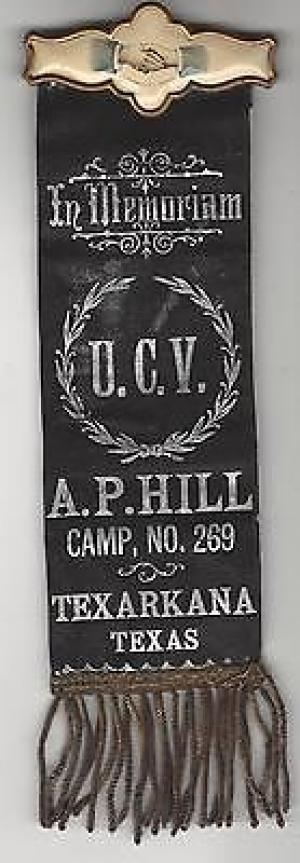 In Memoriam
U.C.V.
A.P. HILL
CAMP, NO. 269
TEXARKANA
TEXAS